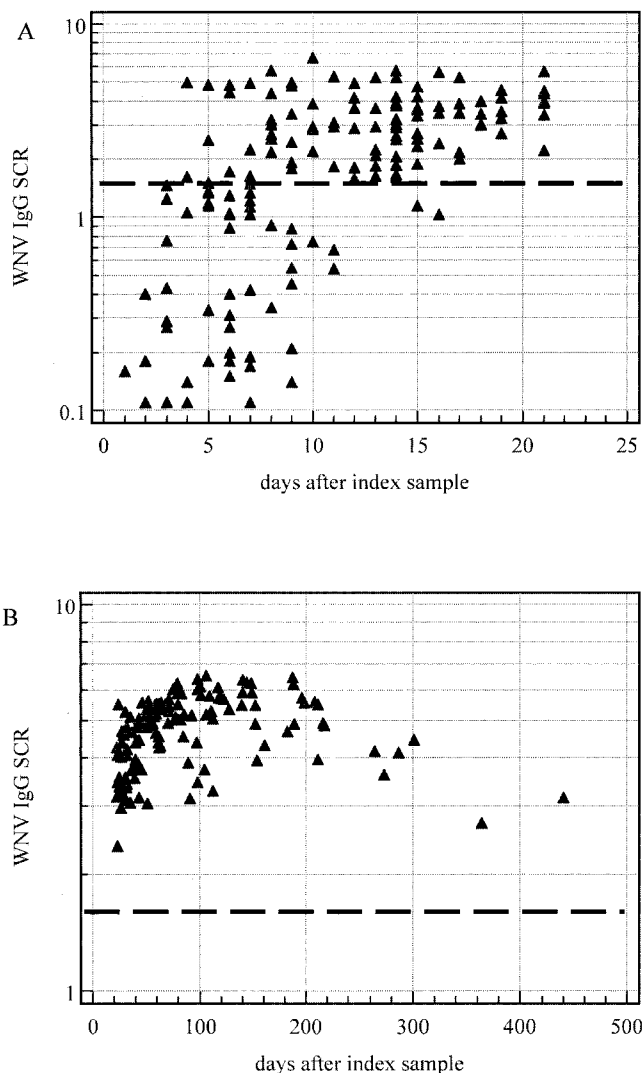 A
10
1
0.1
WNV IgG SCR
0 5 10 15 20 25
days after index sample
B
10
1
WNV IgG SCR
0 100 200 300 400 500
days after index sample